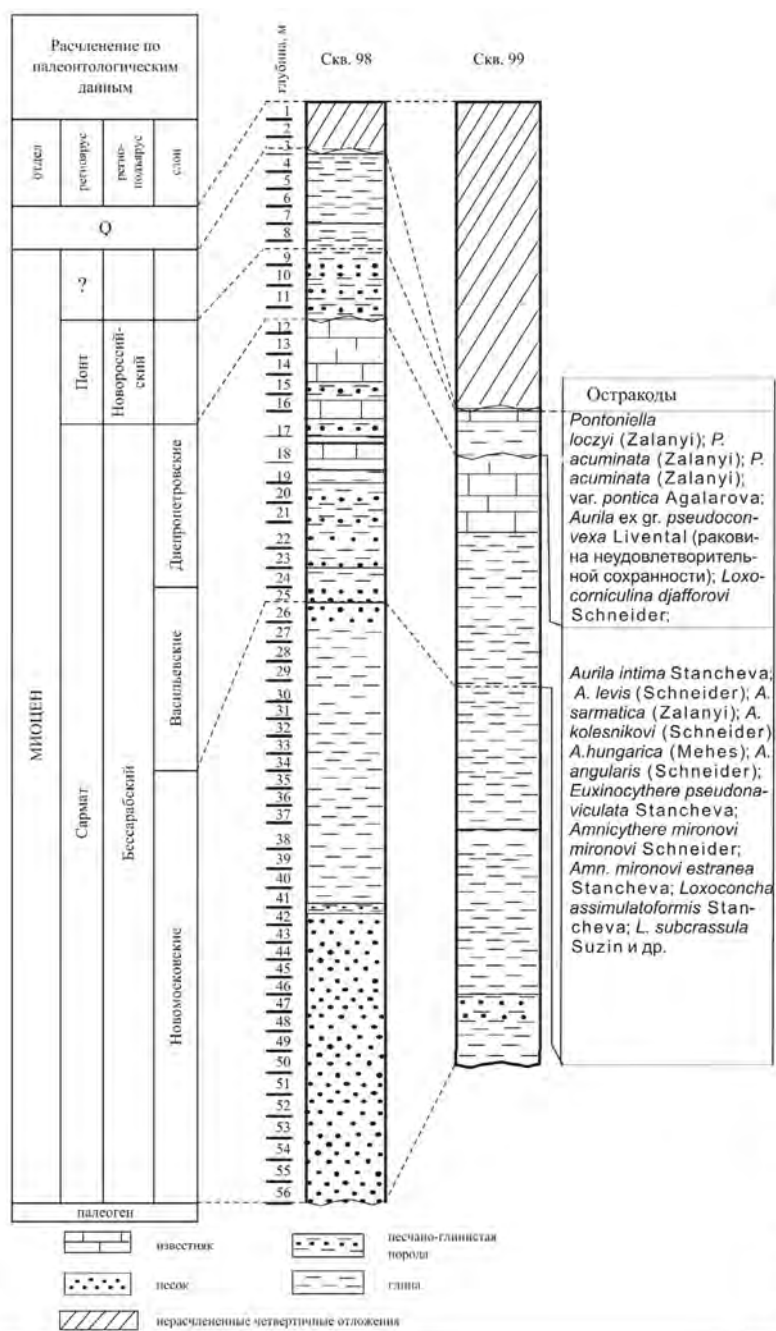 Расчленение по
палеонтологическим
данным
отдел
региоярус
регио-
подъярус
слои
Q
МИОЦЕН
-?
Понт
Новороссий-
ский
Сармат
Бессарабский
Днепропетровские
Васильевские
Новомосковские
палеоген
глубина, м
Скв. 98
Скв. 99
1
2
3
4
5
6
7
8
9
10
11
12
13
14
15
16
17
18
19
20
21
22
23
24
25
26
27
28
29
30
31
32
33
34
35
36
37
38
39
40
41
42
43
44
45
46
47
48
49
50
51
52
53
54
55
56
Остракоды
Pontoniella
loczyi (Zalanyi); P.
acuminata (Zalanyi); P.
acuminata (Zalanyi);
var. pontica Agalarova;
Aurila ex gr. pseudocon-
vexa Livental (ракови-
на неудовлетворитель-
ной сохранности); Loxo-
corniculina djafforovi
Schneider;
Aurila intima Stancheva;
A. levis (Schneider); A.
sarmatica (Zalanyi); A.
kolesnikovi (Schneider)
A.hungarica (Mehes); A.
angularis (Schneider);
Euxinocythere pseudona-
viculata Stancheva;
Amnicythere mironovi
mironovi Schneider;
Amn. mironovi estranea
Stancheva; Loxoconcha
assimulatoformis Stan-
cheva; L. subcrassula
Suzin и др.
известняк
песчано-глинистая
порода
песок
глина
нерасчлененные четвертичные отложения